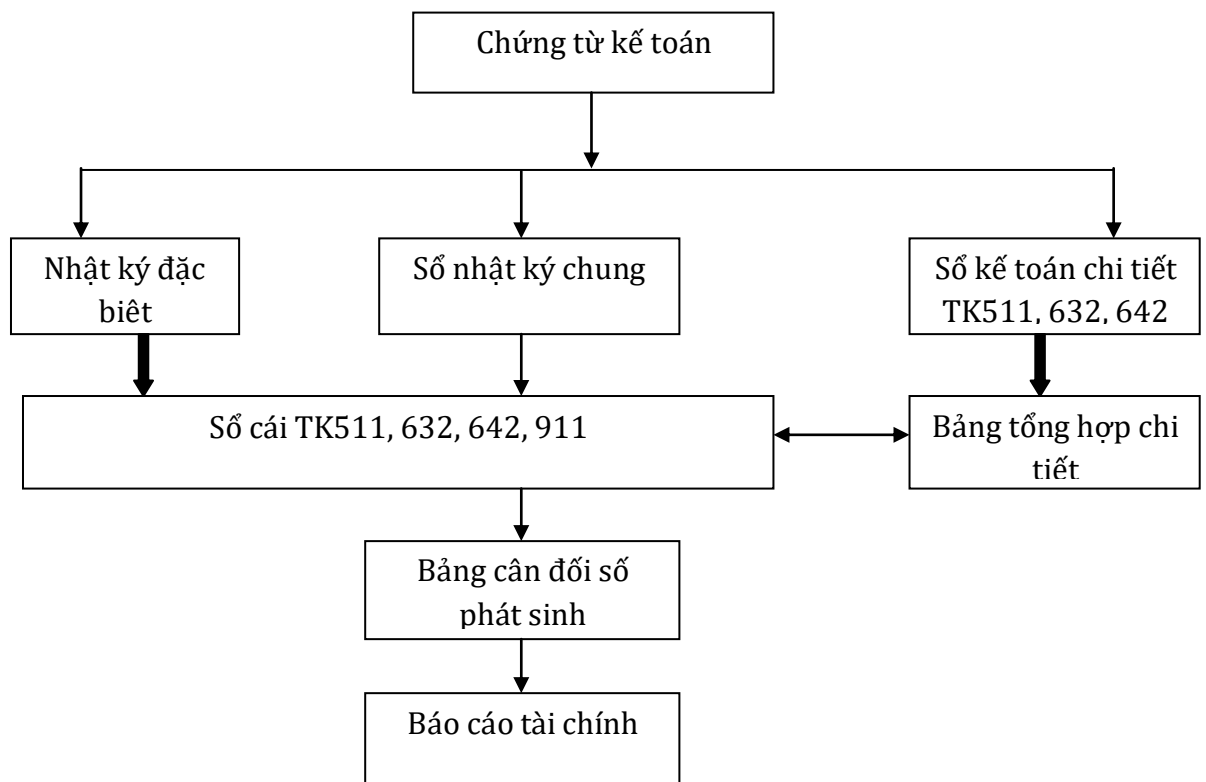 Chứng từ kế toán
Nhật ký đặc
biêt
Sổ nhật ký chung
Sổ kế toán chi tiết
TK511, 632, 642
Sổ cái TK511, 632, 642, 911
Bảng tổng hợp chi
tiết
Bảng cân đối số
phát sinh
Báo cáo tài chính